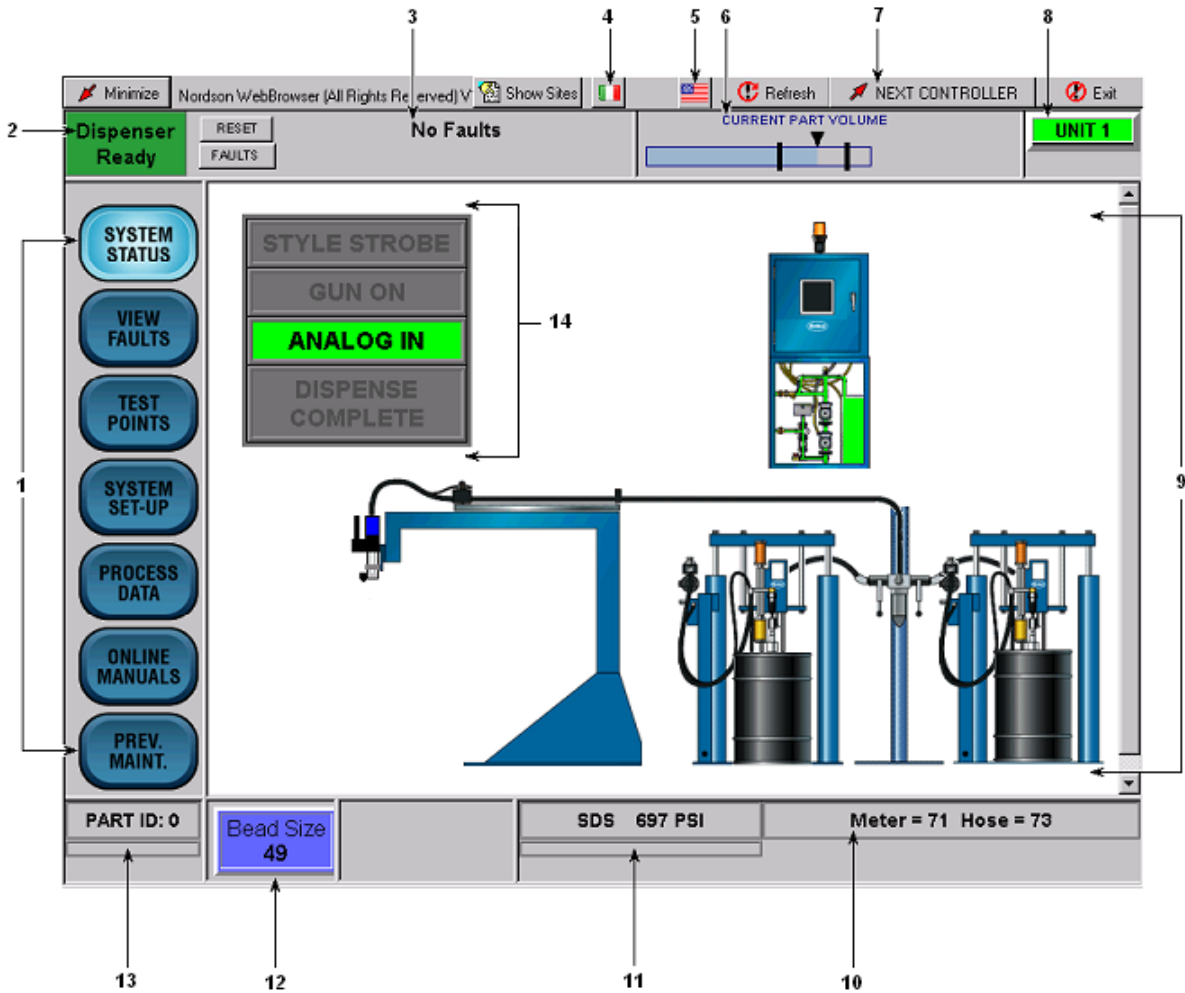 3
4
5
6
7
8
Minimize
Nordson WebBrowser (All Rights Reserved) V
Show Sites
Refresh
NEXT CONTROLLER
Exit
2
Dispenser
Ready
RESET
FAULTS
No Faults
CURRENT PART VOLUME
UNIT 1
1
SYSTEM
STATUS
VIEW
FAULTS
TEST
POINTS
SYSTEM
SET-UP
PROCESS
DATA
ONLINE
MANUALS
PREV.
MAINT.
STYLE STROBE
GUN ON
ANALOG IN
DISPENSE
COMPLETE
14
9
PART ID: 0
Bead Size
49
SDS 697 PSI
Meter = 71 Hose = 73
13
12
11
10